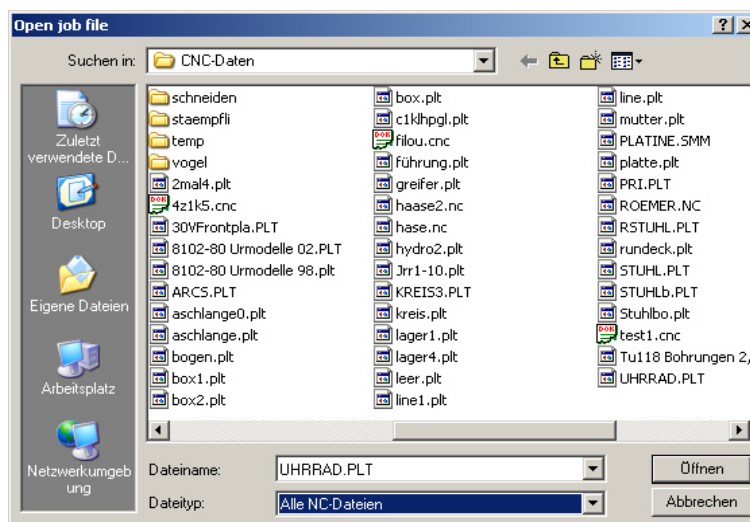 Open job file
Suchen in:
CNC-Daten
Zuletzt
verwendete D...
Desktop
Eigene Dateien
Arbeitsplatz
Netzwerkumgeb
ung
schneiden
staempfli
temp
vogel
2mal4.plt
4z1k5.cnc
30VFrontpla.PLT
8102-80 Urmodelle 02.PLT
8102-80 Urmodelle 98.plt
ARCS.PLT
aschlange0.plt
aschlange.plt
bogen.plt
box1.plt
box2.plt
box.plt
c1klhpgl.plt
filou.cnc
führung.plt
greifer.plt
haase2.nc
hase.nc
hydro2.plt
Jrr1-10.plt
KREIS3.PLT
kreis.plt
lager1.plt
lager4.plt
leer.plt
line1.plt
line.plt
mutter.plt
PLATINE.SMM
platte.plt
PRI.PLT
ROEMER.NC
RSTUHL.PLT
rundeck.plt
STUHL.PLT
STUHLb.PLT
Stuhlbo.plt
test1.cnc
Tu118 Bohrungen 2,
UHRRAD.PLT
Dateiname:
UHRRAD.PLT
Öffnen
Dateityp:
Alle NC-Dateien
Abbrechen